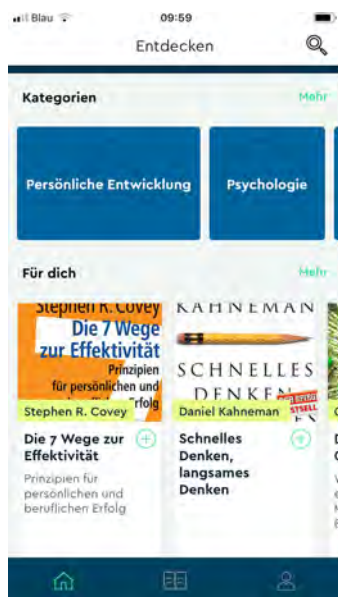 Blau 09:59
Entdecken
Kategorien Mehr
Persönliche Entwicklung Psychologie
Für dich Mehr
Stephen R. Covey
Die 7 Wege
zur Effektivität
Prinzipien
für persönlichen und
Erfolg
Stephen R. Covey
Die 7 Wege zur
Effektivität
Prinzipien für
persönlichen und
beruflichen Erfolg
KAHNEMAN
SCHNELLES
DENKEN
Daniel Kahneman
Schnelles
Denken,
langsames
Denken